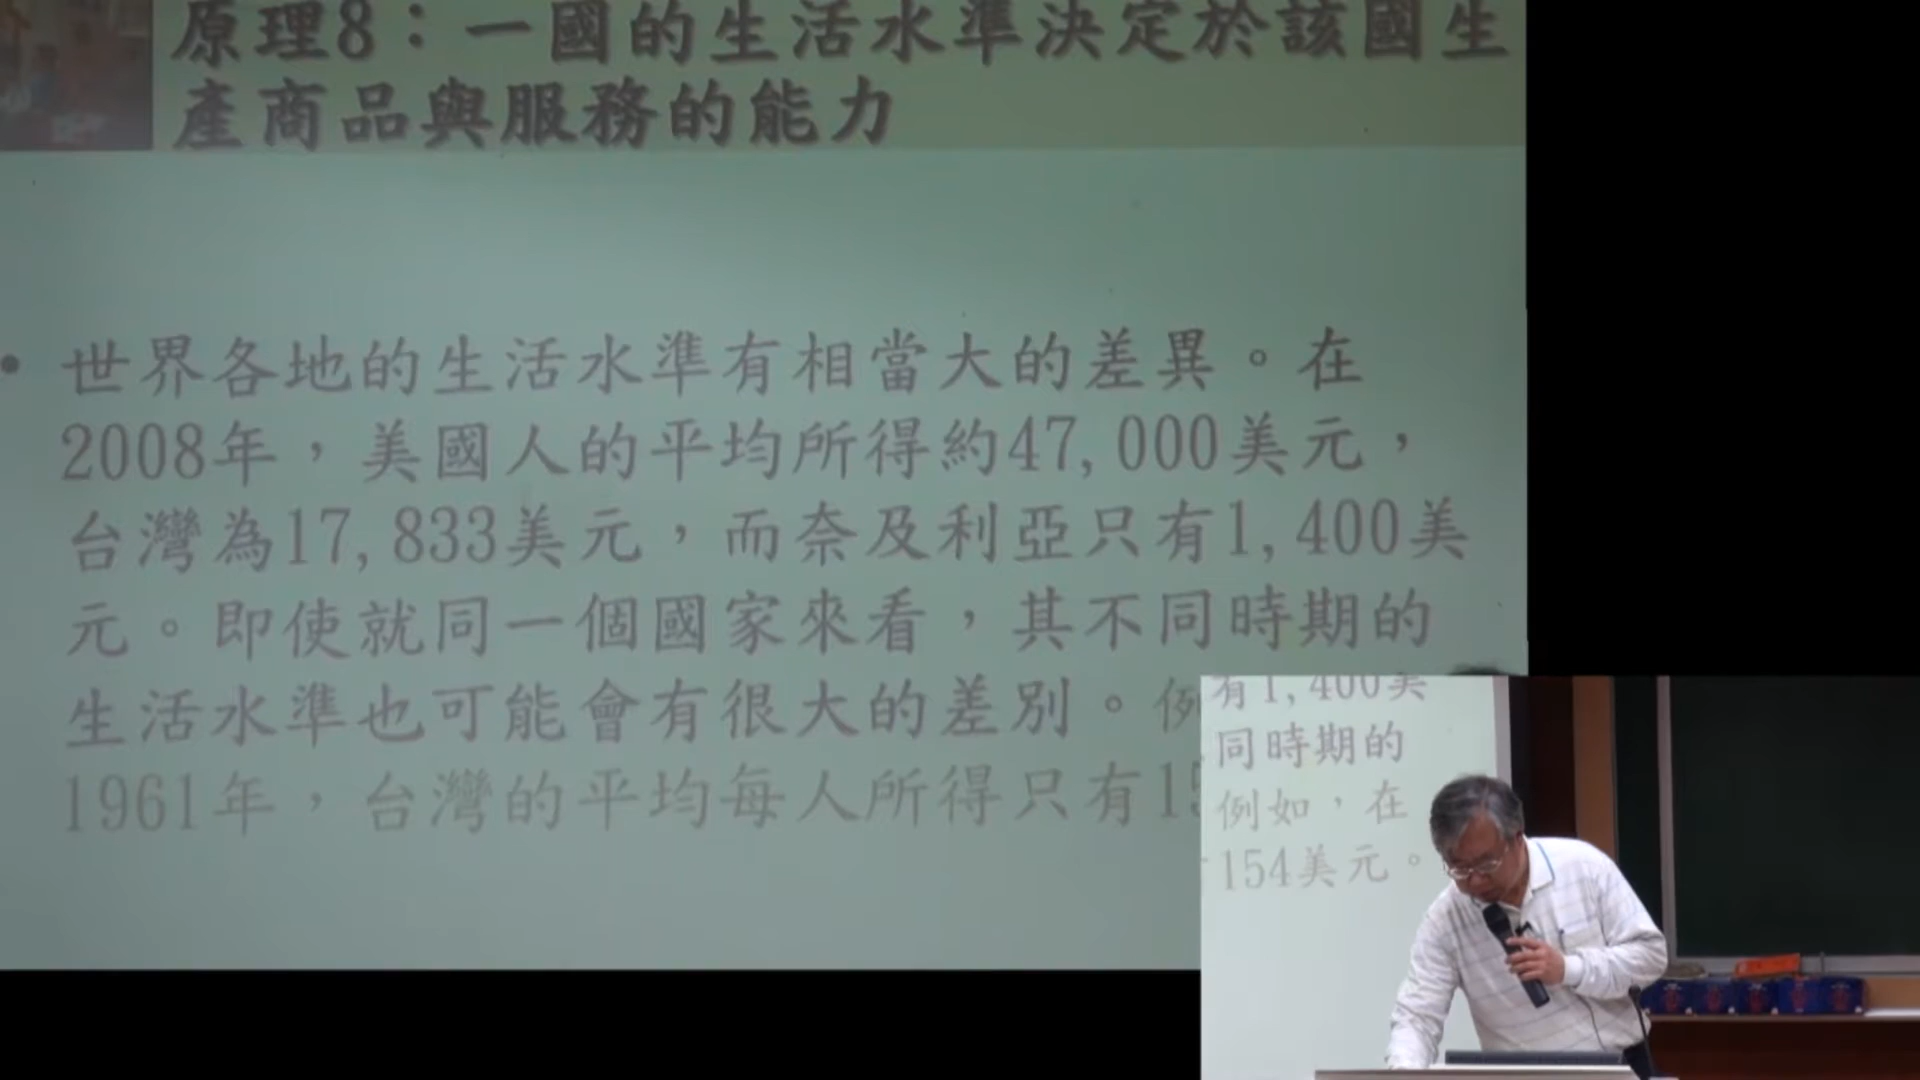 原理8：一國的生活水準決定於該國生
產商品與服務的能力
• 世界各地的生活水準有相當大的差異。在
2008年，美國人的平均所得約47,000美元，
台灣為17,833美元，而奈及利亞只有1,400美
元。即使就同一個國家來看，其不同時期的
生活水準也可能會有很大的差別。例
1961年，台灣的平均每人所得只有15
有1,400美
同時期的
例如，在
154美元。